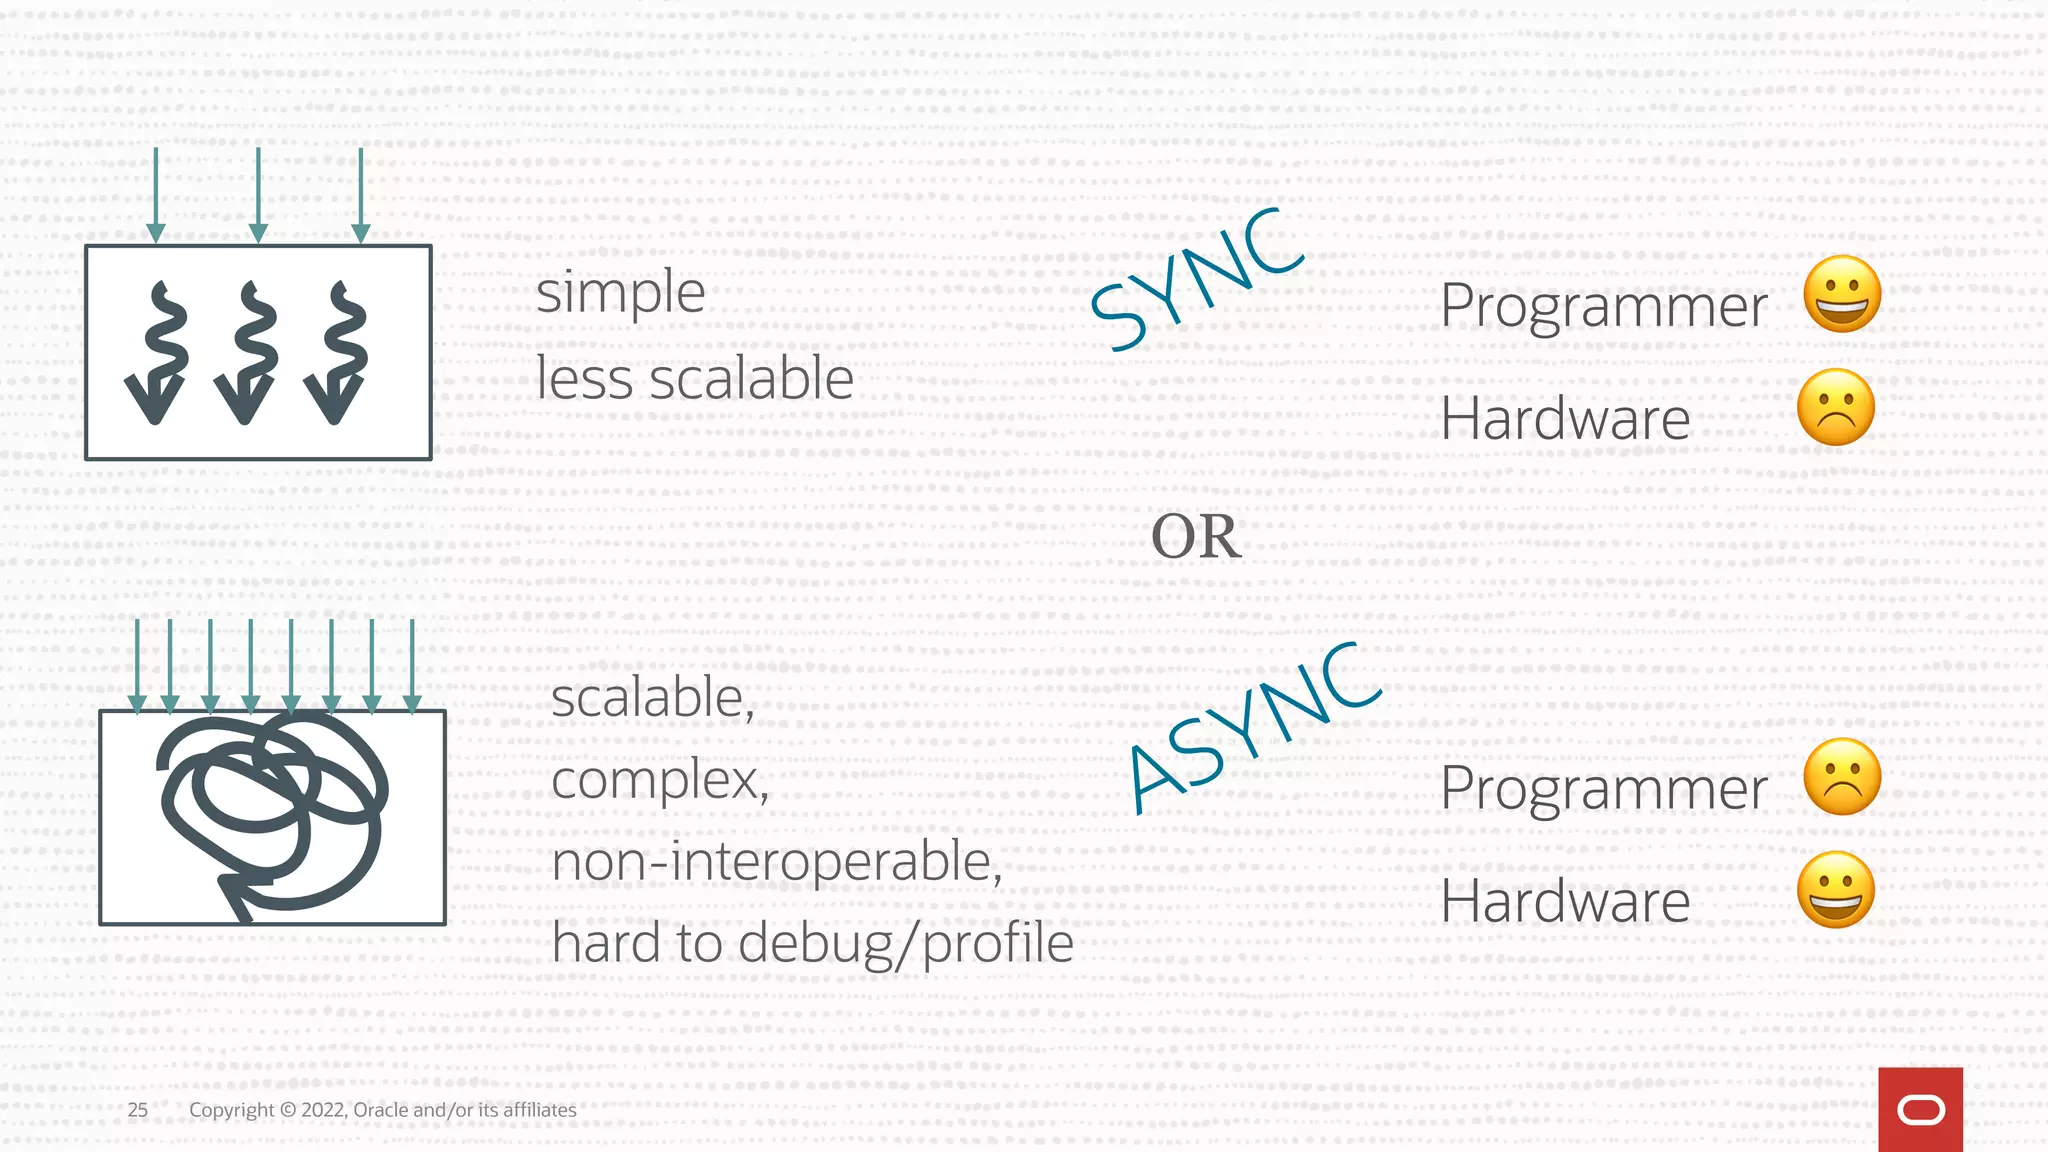 simple
less scalable
SYNC
Programmer
Hardware
OR
scalable,
complex,
non-interoperable,
hard to debug/profile
ASYNC
Programmer
Hardware
25 Copyright © 2022, Oracle and/or its affiliates